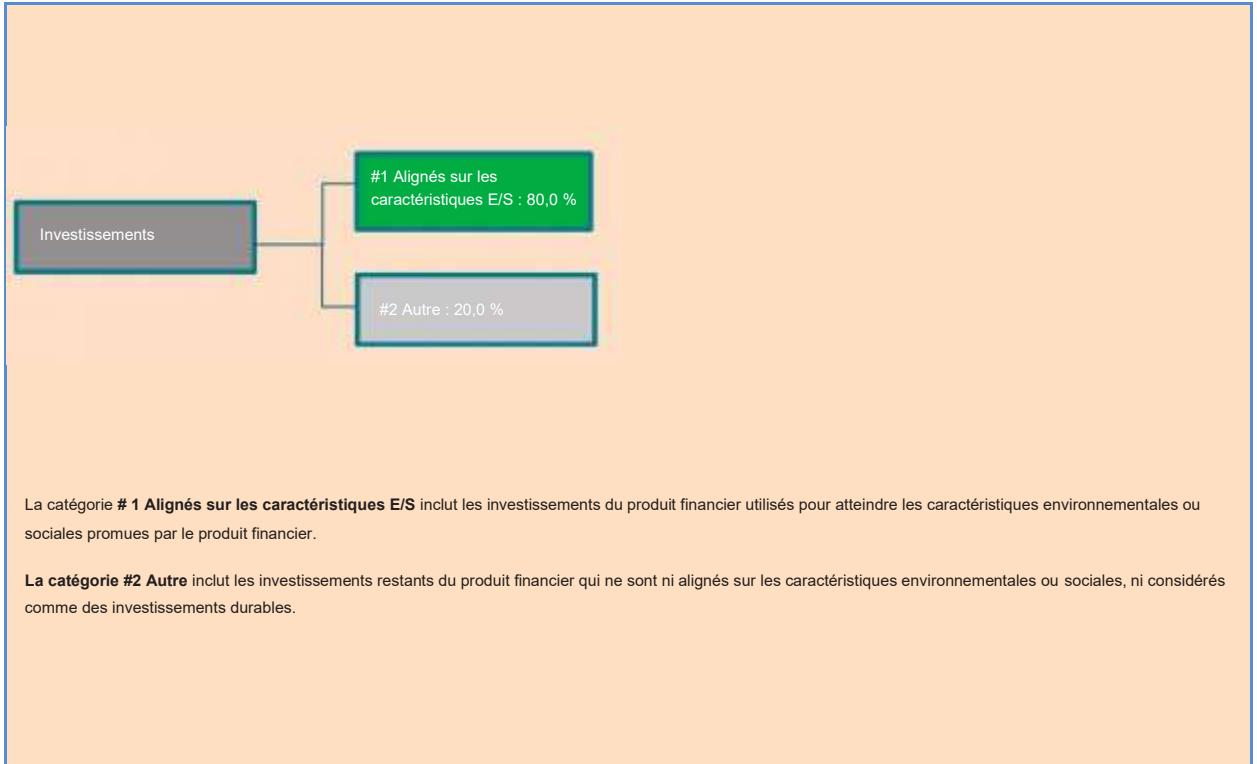 #1 Alignés sur les
caractéristiques E/S : 80,0 %
Investissements
#2 Autre : 20,0 %
La catégorie # 1 Alignés sur les caractéristiques E/S inclut les investissements du produit financier utilisés pour atteindre les caractéristiques environnementales ou
sociales promues par le produit financier.
La catégorie #2 Autre inclut les investissements restants du produit financier qui ne sont ni alignés sur les caractéristiques environnementales ou sociales, ni considérés
comme des investissements durables.